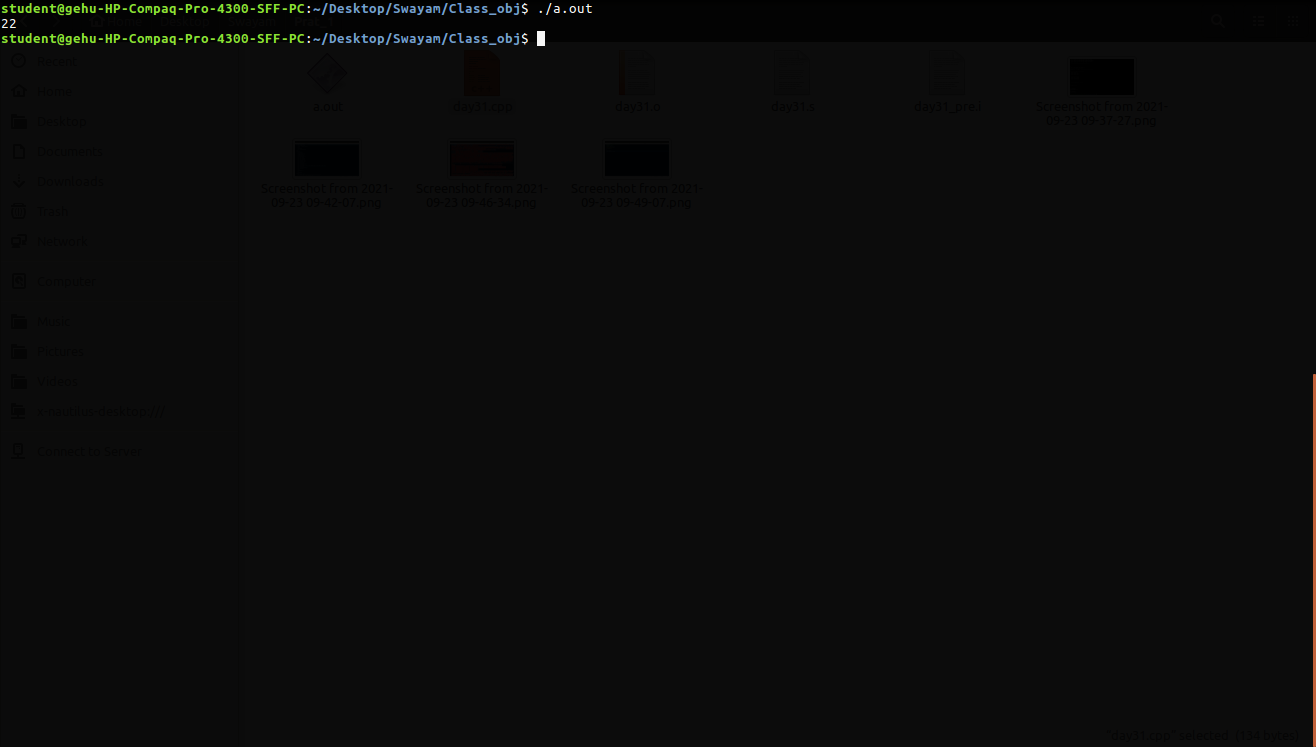 student@gehu-HP-Compaq-Pro-4300-SFF-PC:~/Desktop/Swayam/Class_obj$ ./a.out
22
student@gehu-HP-Compaq-Pro-4300-SFF-PC:~/Desktop/Swayam/Class_obj$
Recent
Home
Desktop
Documents
Downloads
Trash
Network
Computer
Music
Pictures
Videos
x-nautilus-desktop:///
Connect to Server
a.out
day31.cpp
day31.o
day31.s
day31_pre.i
Screenshot from 2021-
09-23 09-37-27.png
Screenshot from 2021-
09-23 09-42-07.png
Screenshot from 2021-
09-23 09-46-34.png
Screenshot from 2021-
09-23 09-49-07.png
"day31.cpp" selected (134 bytes)